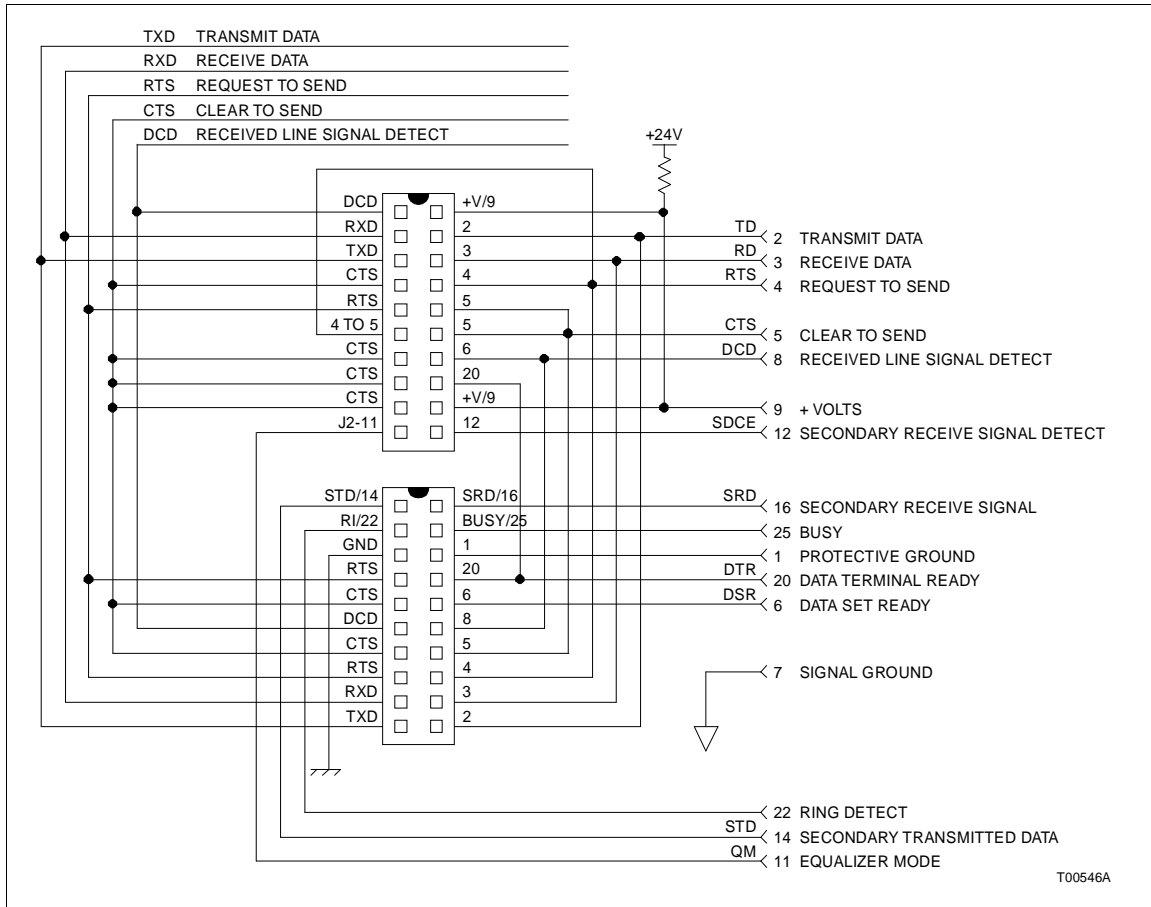 TXD TRANSMIT DATA
RXD RECEIVE DATA
RTS REQUEST TO SEND
CTS CLEAR TO SEND
DCD RECEIVED LINE SIGNAL DETECT
+24V
DCD +V/9
RXD 2
TXD 3
CTS 4
RTS 5
4 TO 5 5
CTS 6
CTS 20
CTS +V/9
J2-11 12
TD 2 TRANSMIT DATA
RD 3 RECEIVE DATA
RTS 4 REQUEST TO SEND
CTS 5 CLEAR TO SEND
DCD 8 RECEIVED LINE SIGNAL DETECT
9 + VOLTS
SDCE 12 SECONDARY RECEIVE SIGNAL DETECT
STD/14 SRD/16
RI/22 BUSY/25
GND 1
RTS 20
CTS 6
DCD 8
CTS 5
RTS 4
RXD 3
TXD 2
SRD 16 SECONDARY RECEIVE SIGNAL
25 BUSY
1 PROTECTIVE GROUND
DTR 20 DATA TERMINAL READY
DSR 6 DATA SET READY
7 SIGNAL GROUND
22 RING DETECT
STD 14 SECONDARY TRANSMITTED DATA
QM 11 EQUALIZER MODE
T00546A